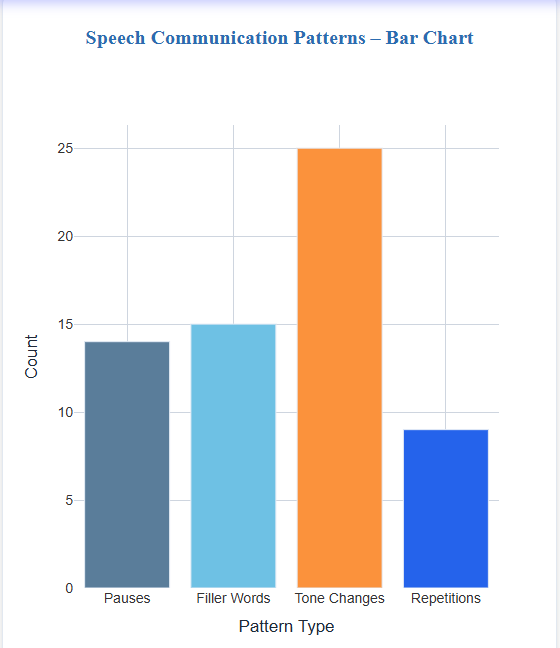 Speech Communication Patterns – Bar Chart
25
20
15
10
5
0
Count
Pauses Filler Words Tone Changes Repetitions
Pattern Type